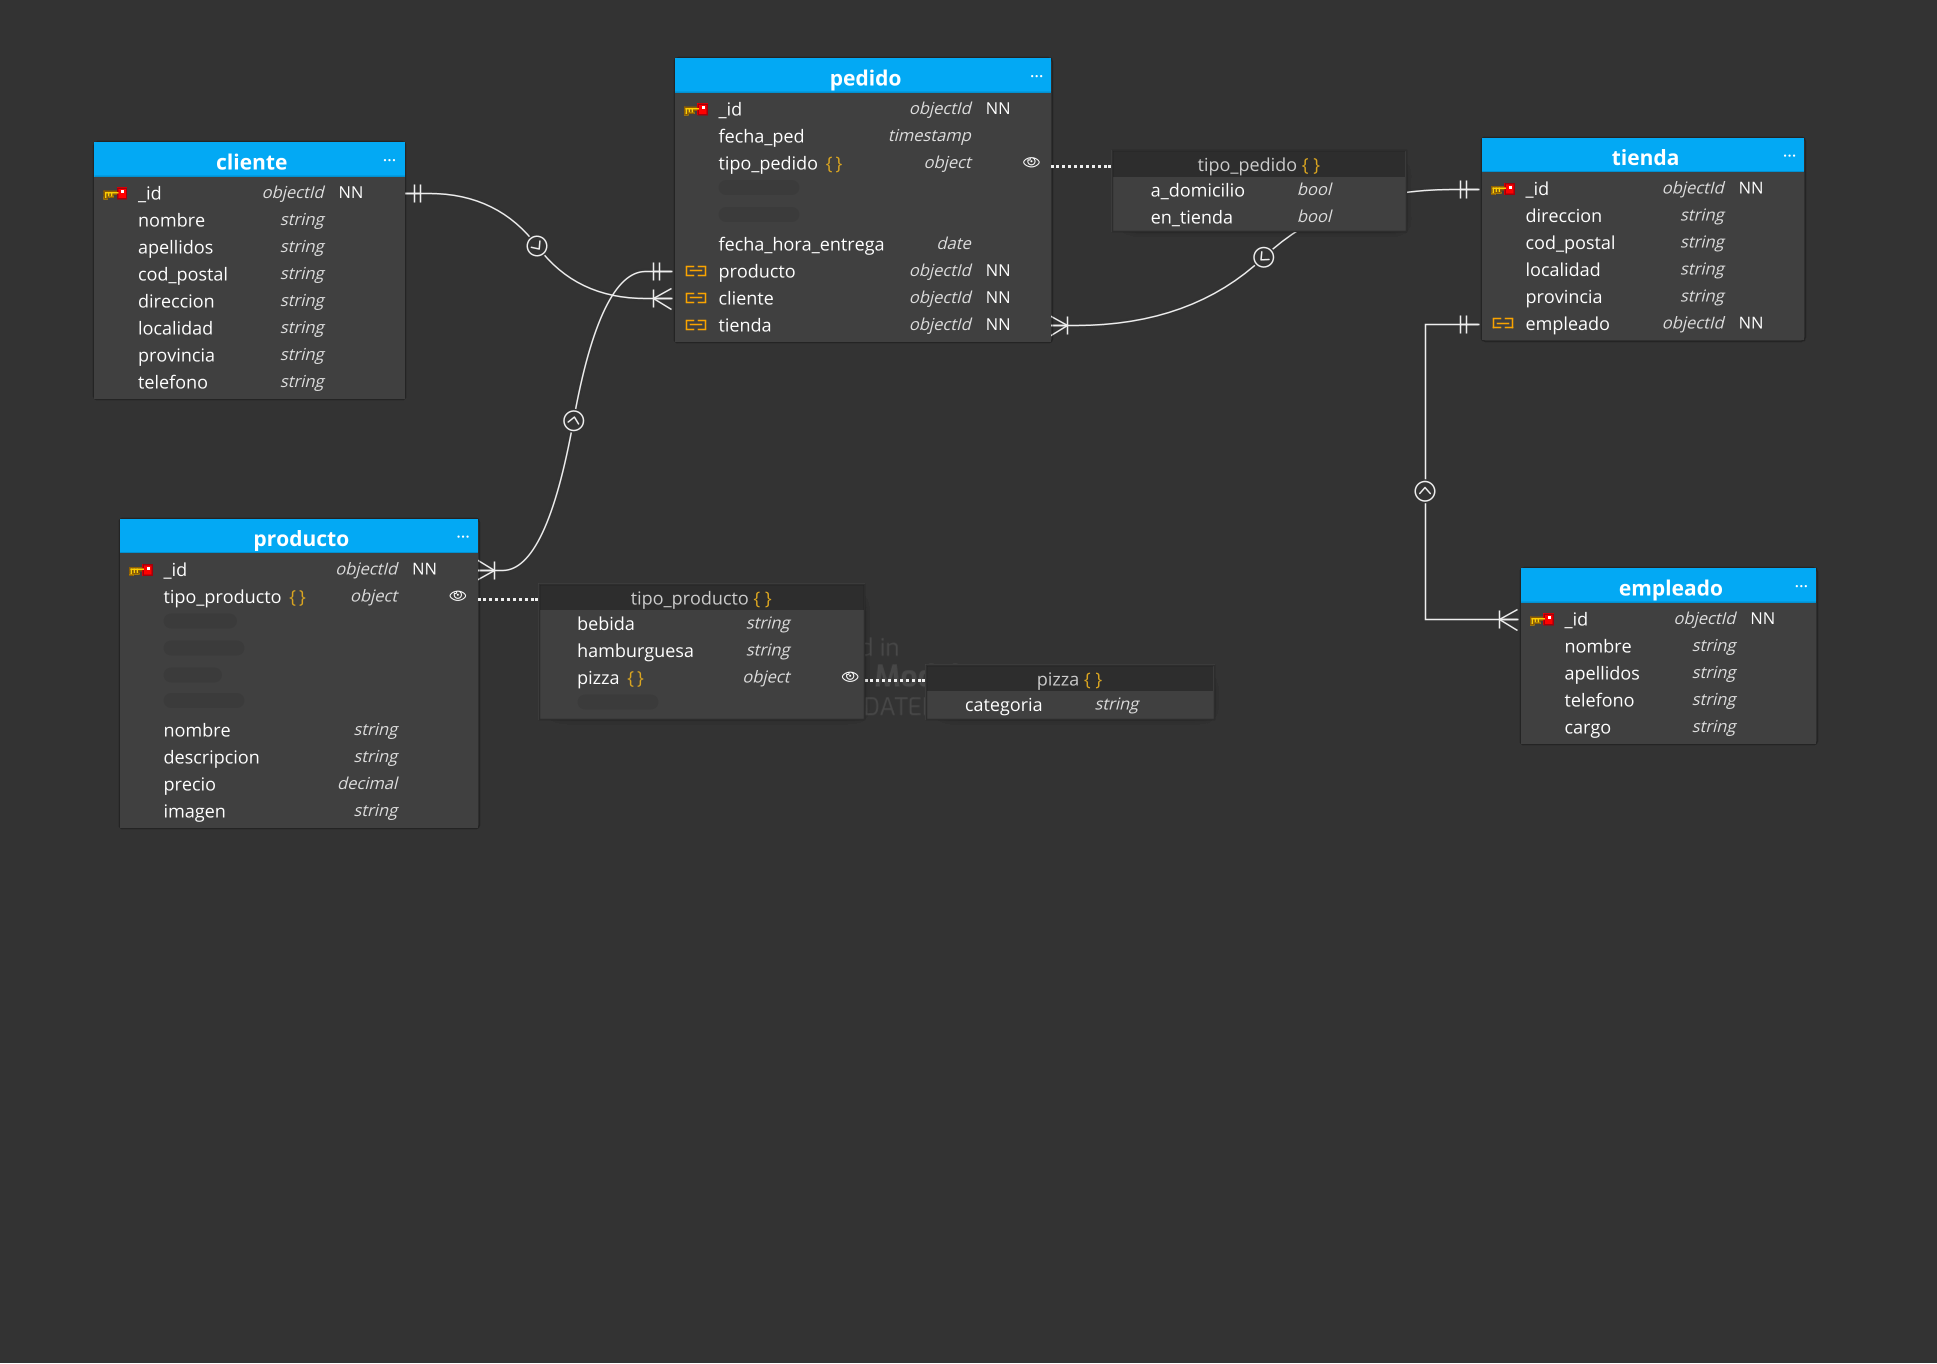 pedido ...
_id objectId NN
fecha_ped timestamp
tipo_pedido {} object
fecha_hora_entrega date
producto objectId NN
cliente objectId NN
tienda objectId NN
cliente ...
_id objectId NN
nombre string
apellidos string
cod_postal string
direccion string
localidad string
provincia string
telefono string
tipo_pedido { }
a_domicilio bool
en_tienda bool
tienda ...
_id objectId NN
direccion string
cod_postal string
localidad string
provincia string
empleado objectId NN
producto ...
_id objectId NN
tipo_producto {} object
nombre string
descripcion string
precio decimal
imagen string
tipo_producto { }
bebida string
hamburguesa string
pizza {} object
pizza { }
categoria string
empleado ...
_id objectId NN
nombre string
apellidos string
telefono string
cargo string
in